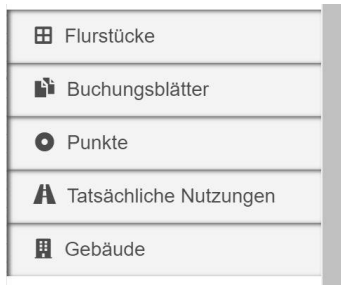 Flurstücke
Buchungsblätter
Punkte
Tatsächliche Nutzungen
Gebäude